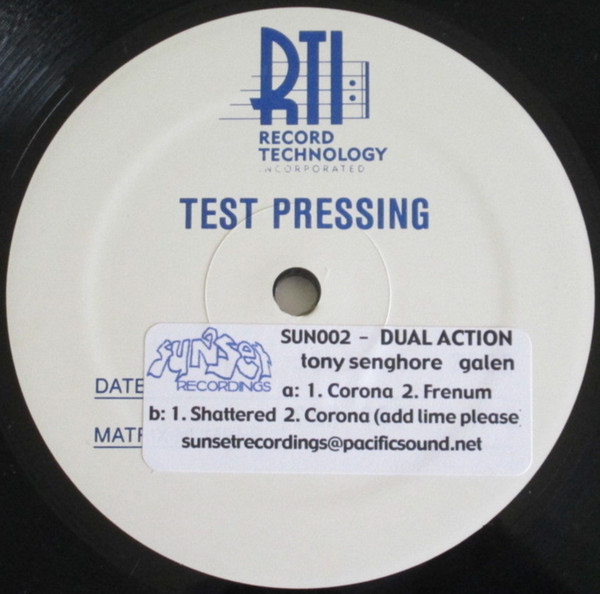 RTI
RECORD
TECHNOLOGY
INCORPORATED
TEST PRESSING
SUNSET
RECORDINGS
SUN002 - DUAL ACTION
tony senghore galen
a: 1. Corona 2. Frenum
b: 1. Shattered 2. Corona (add lime please
sunsetrecordings@pacificsound.net
DATE
MATR